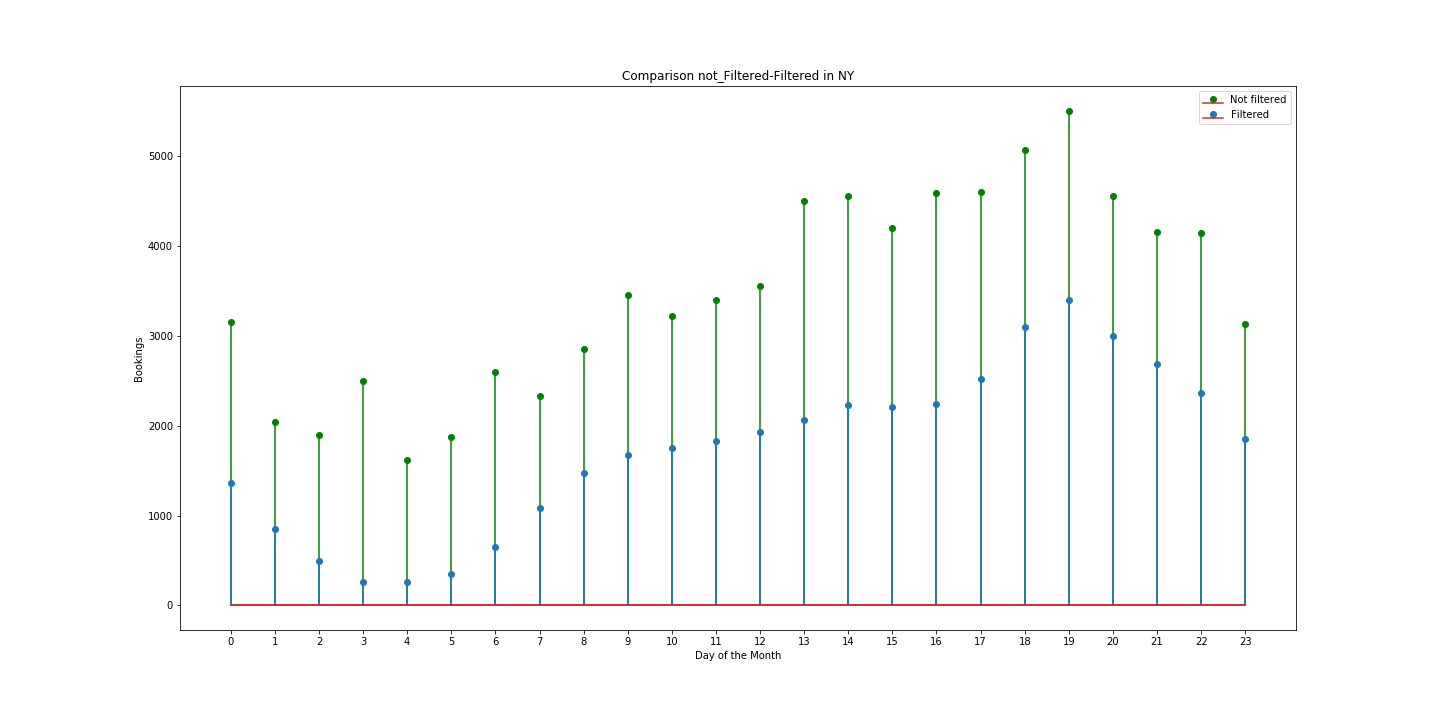 Comparison not_Filtered-Filtered in NY
Not filtered
Filtered
5000
4000
3000
2000
1000
0
Bookings
0 1 2 3 4 5 6 7 8 9 10 11 12 13 14 15 16 17 18 19 20 21 22 23
Day of the Month